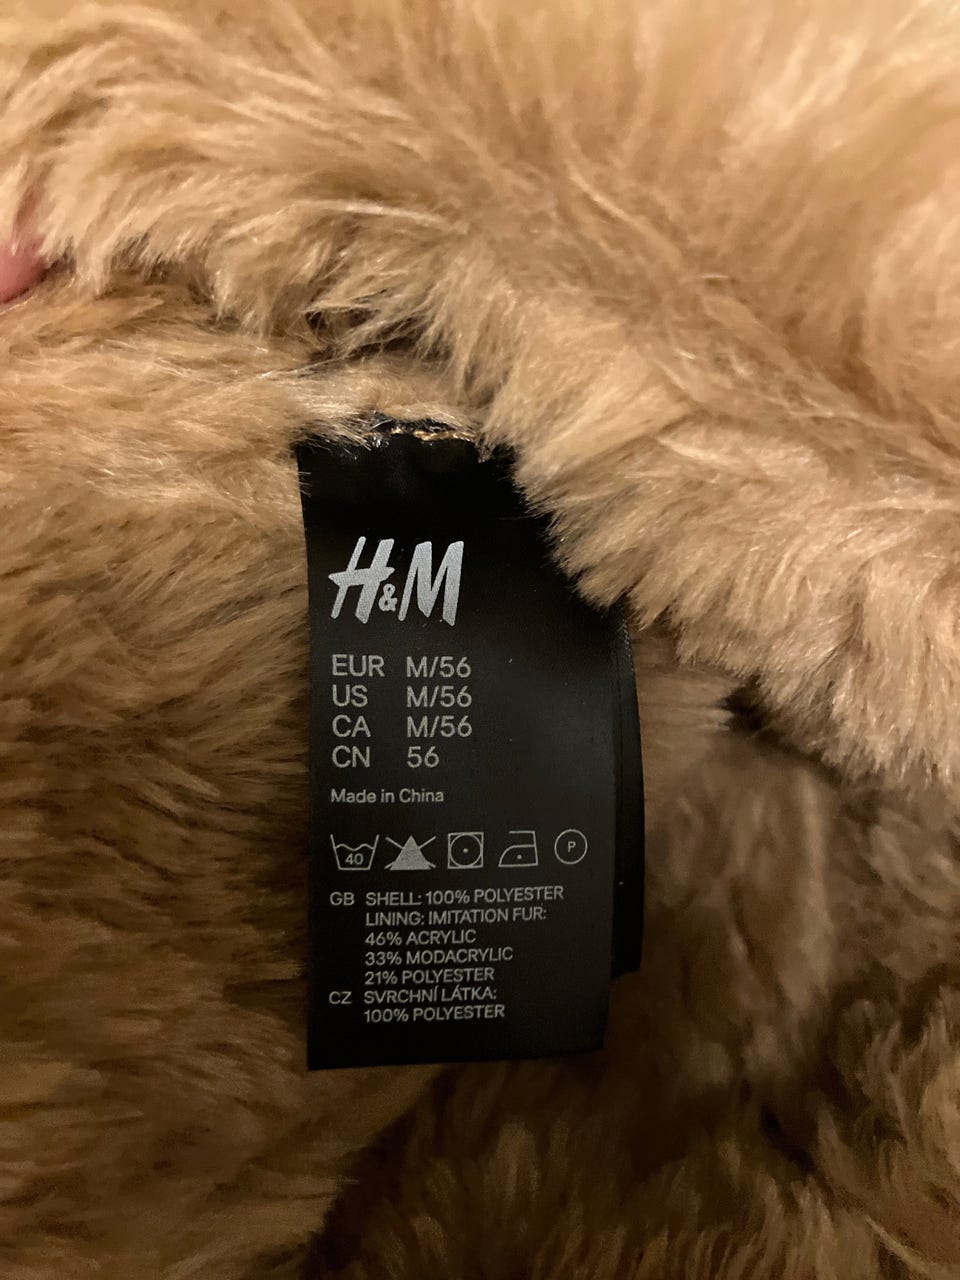 H&M
EUR M/56
US M/56
CA M/56
CN 56
Made in China
40 P
GB SHELL: 100% POLYESTER
LINING: IMITATION FUR:
46% ACRYLIC
33% MODACRYLIC
21% POLYESTER
CZ SVRCHNÍ LÁTKA:
100% POLYESTER